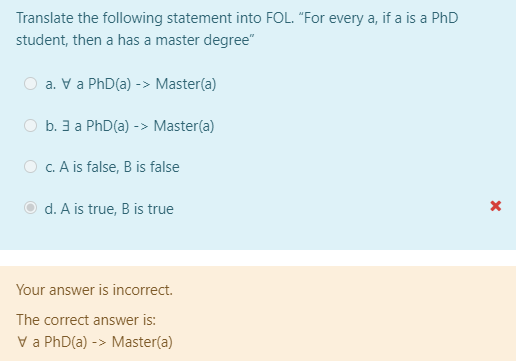 Translate the following statement into FOL. “For every a, if a is a PhD
student, then a has a master degree”
a. ∀ a PhD(a) -> Master(a)
b. ∃ a PhD(a) -> Master(a)
c. A is false, B is false
d. A is true, B is true
Your answer is incorrect.
The correct answer is:
∀ a PhD(a) -> Master(a)